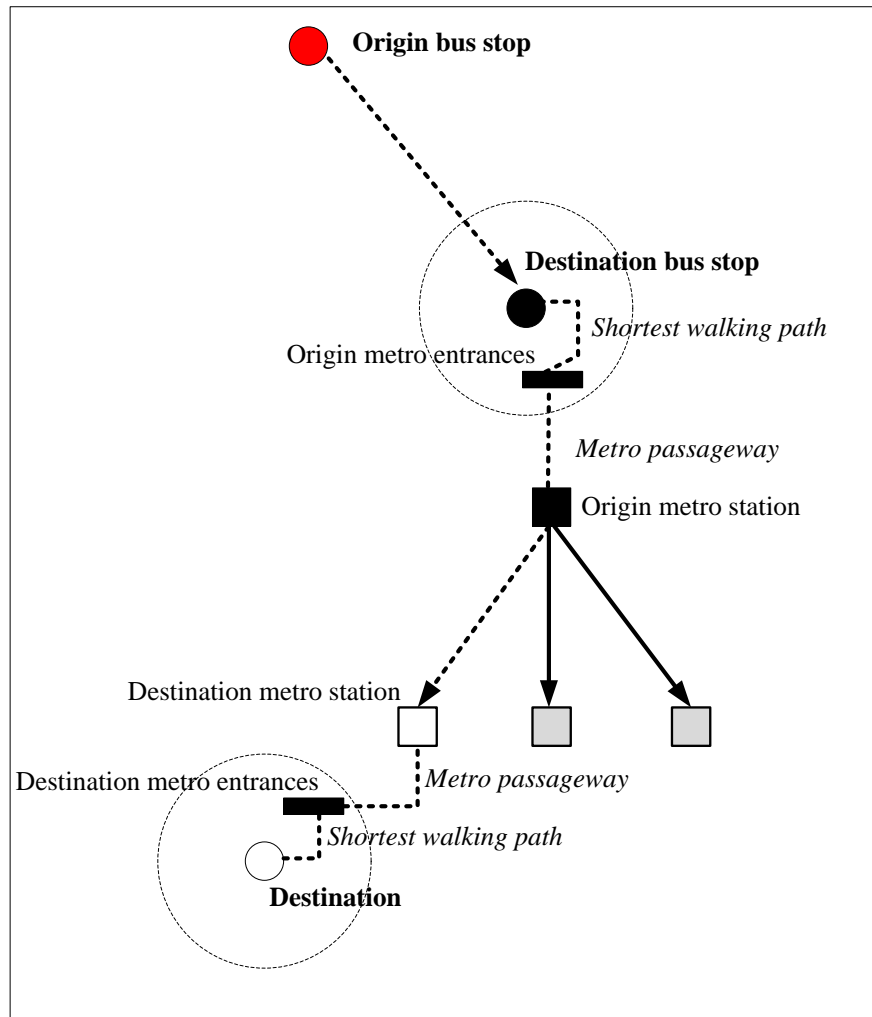 Origin bus stop
Destination bus stop
Shortest walking path
Origin metro entrances
Metro passageway
Origin metro station
Destination metro station
Destination metro entrances
Metro passageway
Shortest walking path
Destination